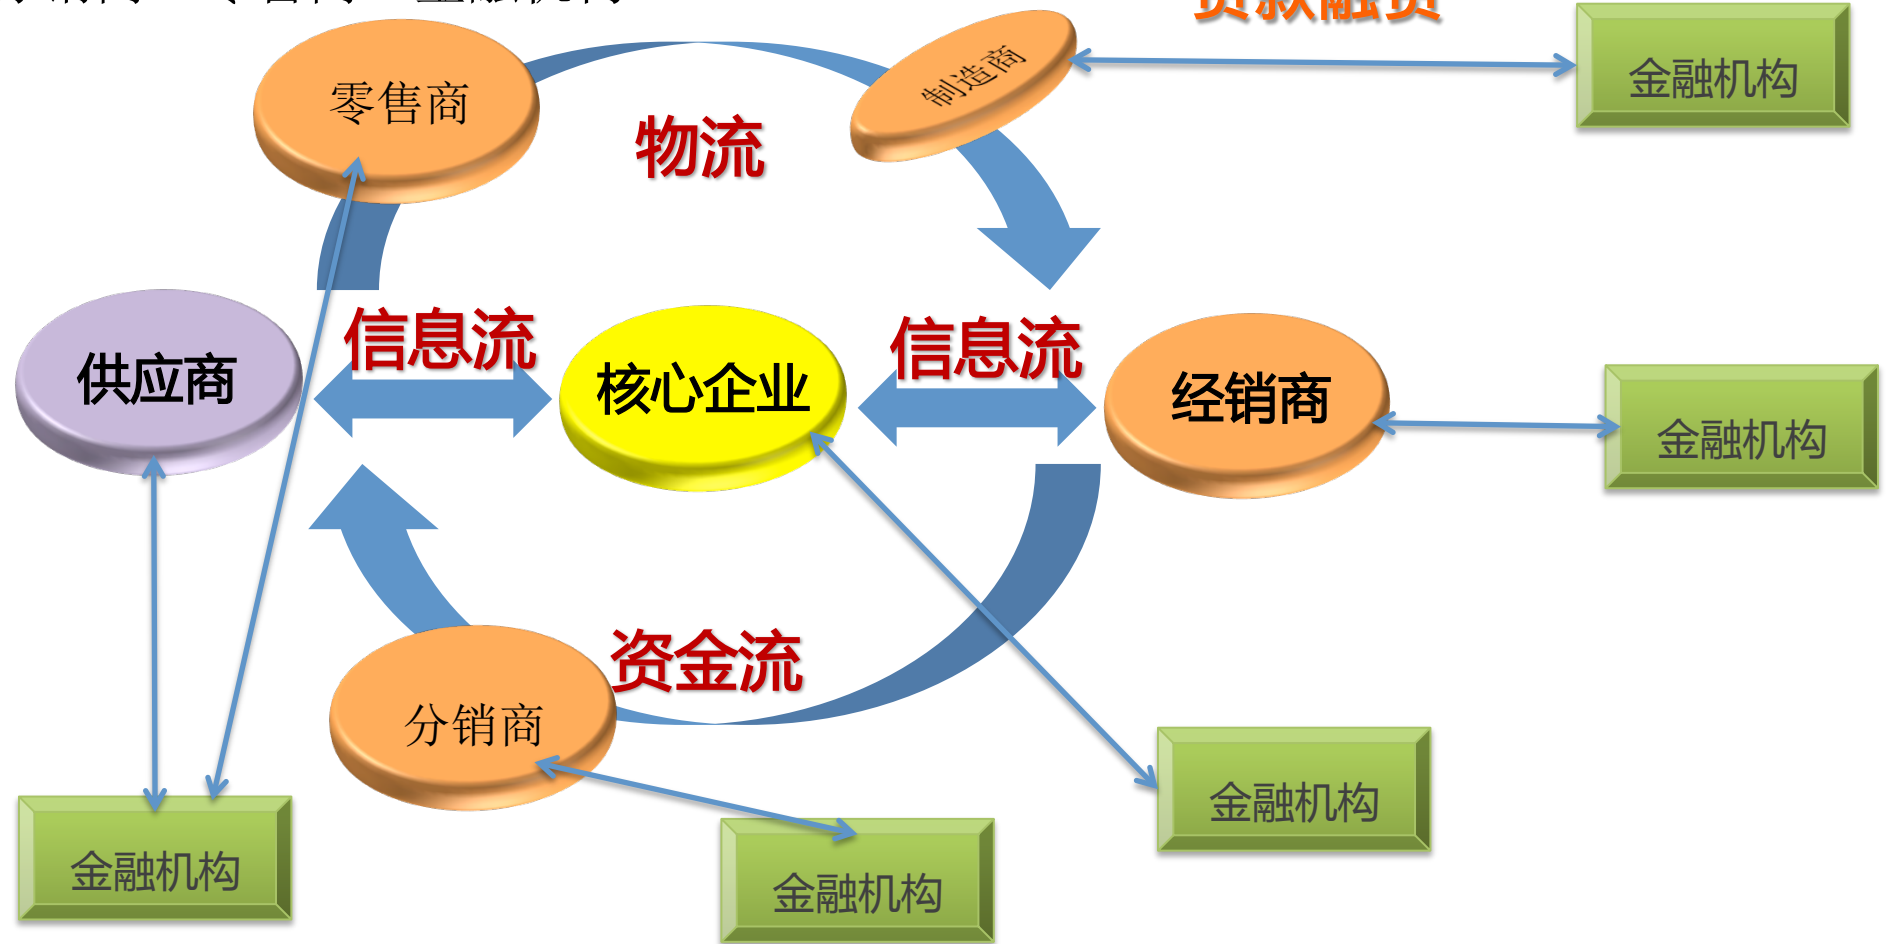 贷款融资
零售商
制造商
金融机构
物流
供应商
信息流
核心企业
信息流
经销商
金融机构
资金流
分销商
金融机构
金融机构
金融机构